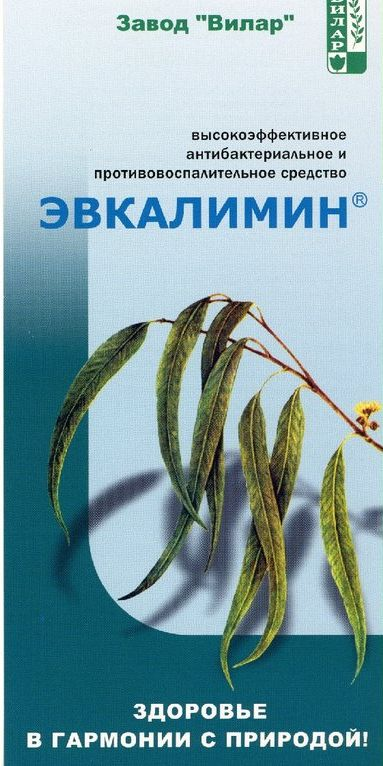 Завод "Вилар"
ВИЛАР
высокоэффективное
антибактериальное и
противовоспалительное средство
ЭВКАЛИМИН®
ЗДОРОВЬЕ
В ГАРМОНИИ С ПРИРОДОЙ!